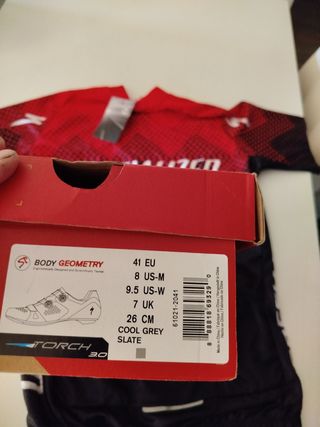 BODY GEOMETRY
41 EU
8 US-M
9.5 US-W
7 UK
26 CM
COOL GREY
SLATE
61021-2041
TORCH 3.0